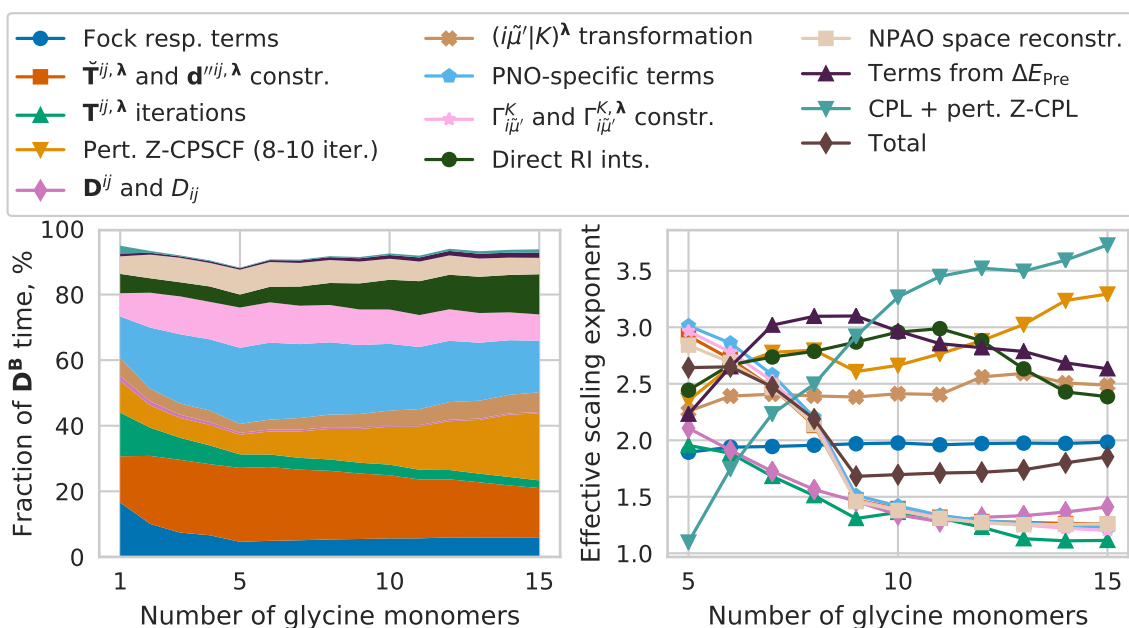 Fock resp. terms
T̆^{ij,λ} and d''^{ij,λ} constr.
T^{ij,λ} iterations
Pert. Z-CPSCF (8-10 iter.)
D^{ij} and D_{ij}
(iμ̃′|K)^λ transformation
PNO-specific terms
Γ^K_{iμ̃′} and Γ^{K,λ}_{iμ̃′} constr.
Direct RI ints.
NPAO space reconstr.
Terms from ΔE_{Pre}
CPL + pert. Z-CPL
Total
Fraction of D^B time, %
100
80
60
40
20
0
1 5 10 15
Number of glycine monomers
Effective scaling exponent
3.5
3.0
2.5
2.0
1.5
1.0
5 10 15
Number of glycine monomers